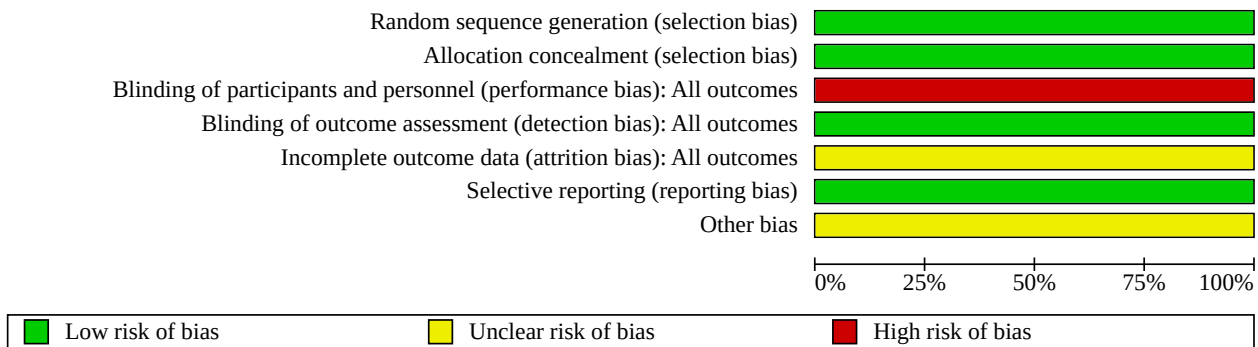 Random sequence generation (selection bias)
Allocation concealment (selection bias)
Blinding of participants and personnel (performance bias): All outcomes
Blinding of outcome assessment (detection bias): All outcomes
Incomplete outcome data (attrition bias): All outcomes
Selective reporting (reporting bias)
Other bias
0% 25% 50% 75% 100%
Low risk of bias Unclear risk of bias High risk of bias